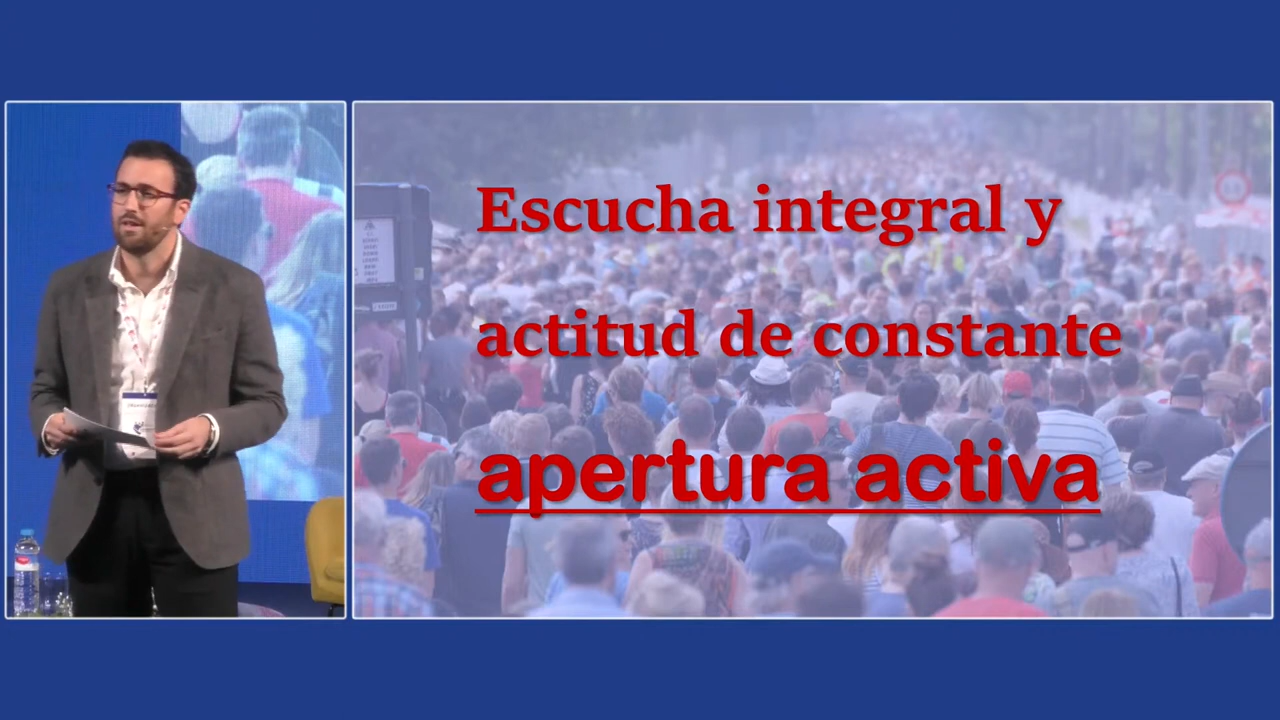 Escucha integral y
actitud de constante
apertura activa